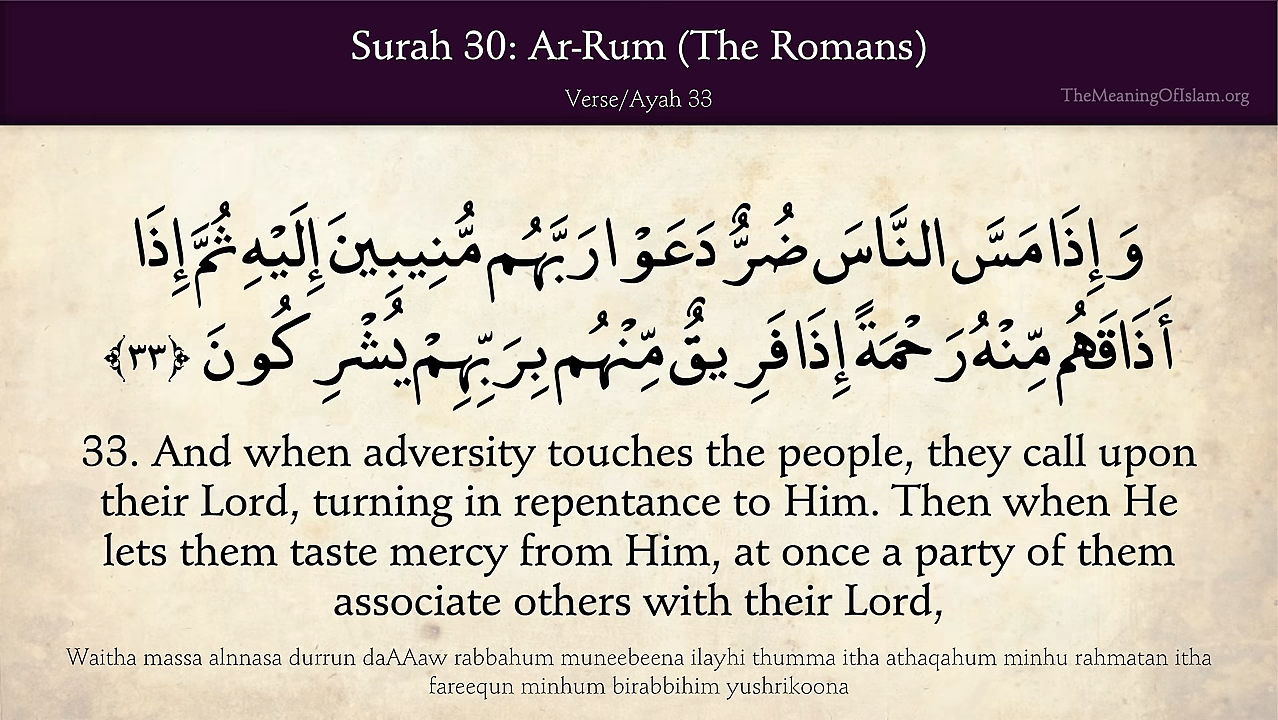 Surah 30: Ar-Rum (The Romans)
Verse/Ayah 33
TheMeaningOfIslam.org
وَإِذَا مَسَّ النَّاسَ ضُرٌّ دَعَوْا رَبَّهُم مُّنِيبِينَ إِلَيْهِ ثُمَّ إِذَا
أَذَاقَهُم مِّنْهُ رَحْمَةً إِذَا فَرِيقٌ مِّنْهُم بِرَبِّهِمْ يُشْرِكُونَ ﴿٣٣﴾
33. And when adversity touches the people, they call upon
their Lord, turning in repentance to Him. Then when He
lets them taste mercy from Him, at once a party of them
associate others with their Lord,
Waitha massa alnnasa durrun daAAaw rabbahum muneebeena ilayhi thumma itha athaqahum minhu rahmatan itha
fareequn minhum birabbihim yushrikoona